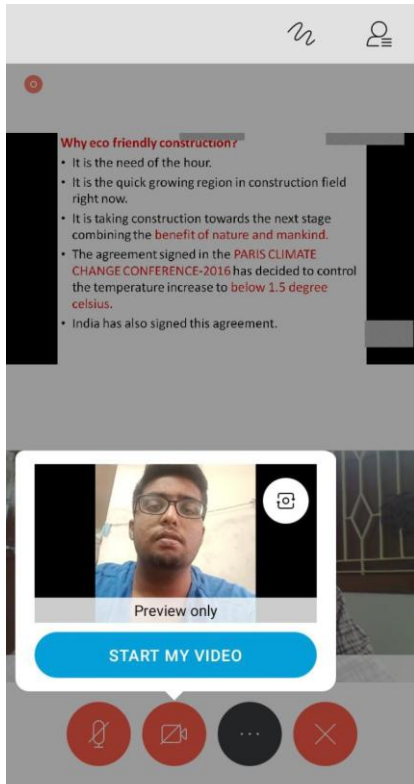 Why eco friendly construction?
• It is the need of the hour.
• It is the quick growing region in construction field
right now.
• It is taking construction towards the next stage
combining the benefit of nature and mankind.
• The agreement signed in the PARIS CLIMATE
CHANGE CONFERENCE-2016 has decided to control
the temperature increase to below 1.5 degree
celsius.
• India has also signed this agreement.
Preview only
START MY VIDEO